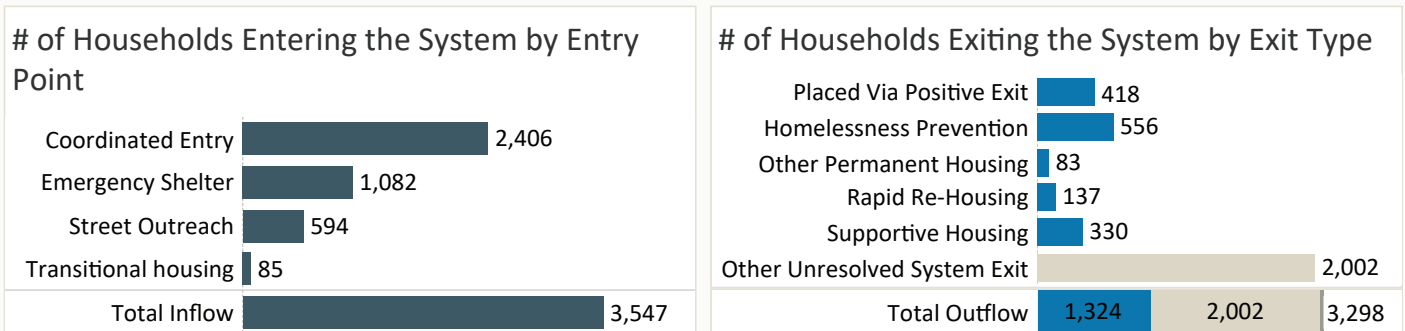 # of Households Entering the System by Entry
Point
Coordinated Entry 2,406
Emergency Shelter 1,082
Street Outreach 594
Transitional housing 85
Total Inflow 3,547
# of Households Exiting the System by Exit Type
Placed Via Positive Exit 418
Homelessness Prevention 556
Other Permanent Housing 83
Rapid Re-Housing 137
Supportive Housing 330
Other Unresolved System Exit 2,002
Total Outflow 1,324 2,002 3,298